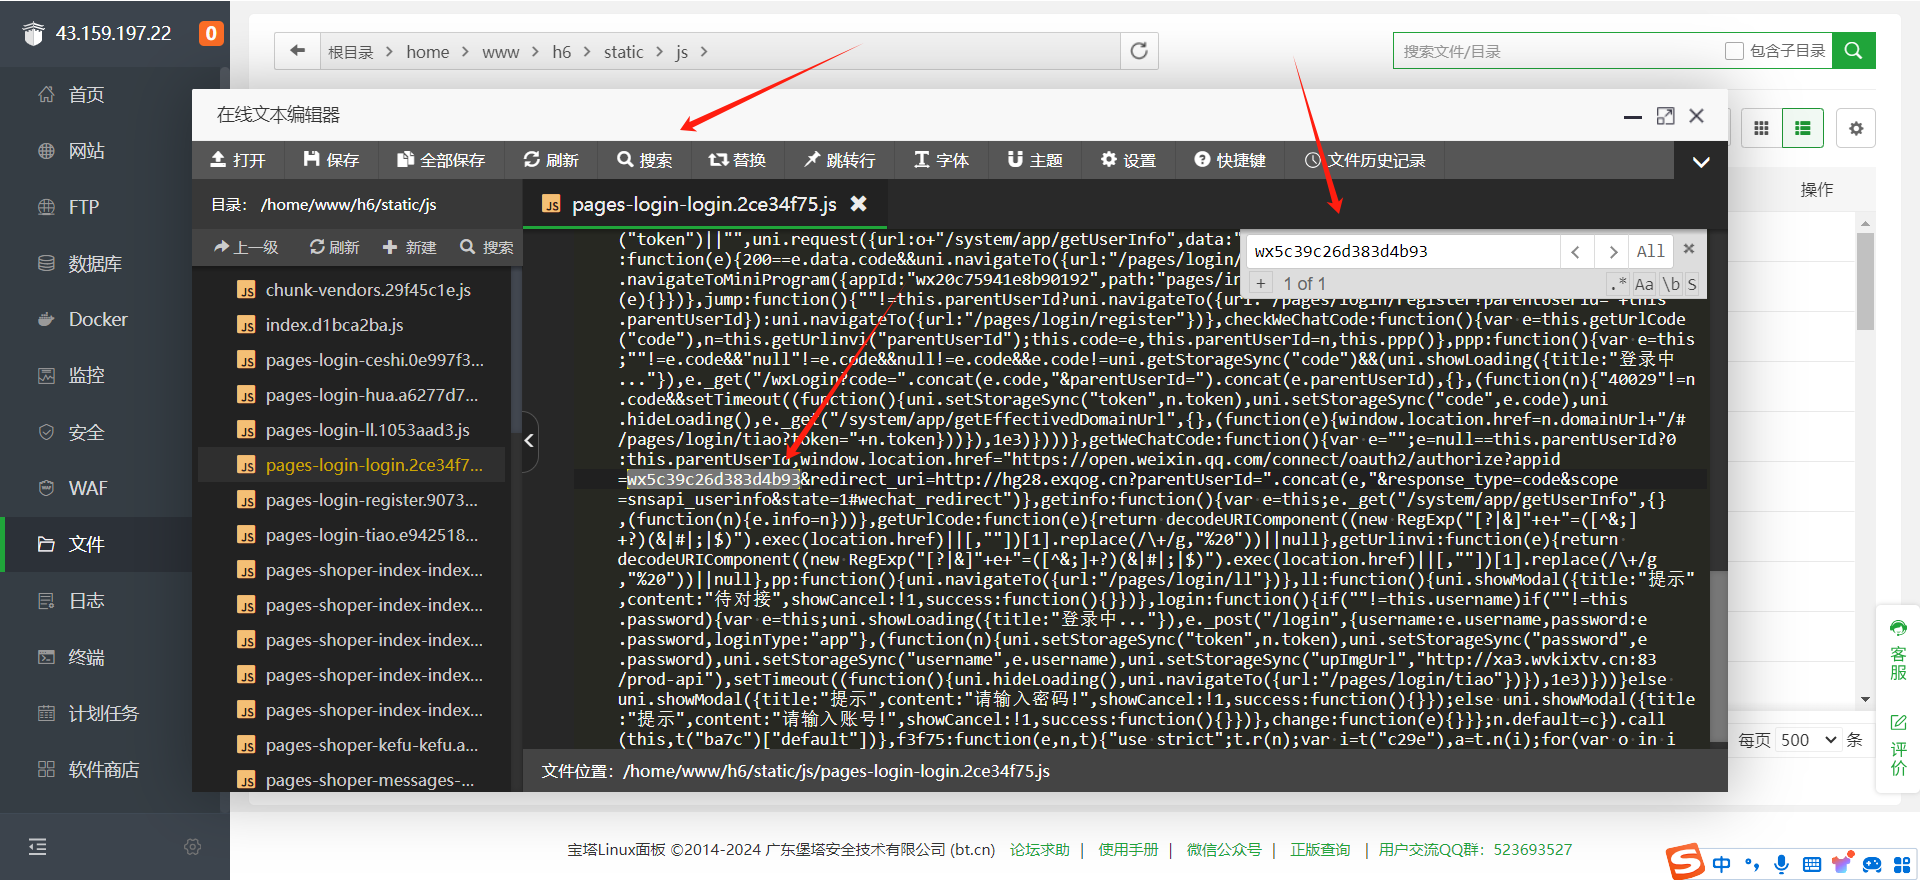 43.159.197.22
0
首页
网站
FTP
数据库
Docker
监控
安全
WAF
文件
日志
终端
计划任务
软件商店
根目录 > home > www > h6 > static > js >
搜索文件/目录
包含子目录
操作
在线文本编辑器
打开 保存 全部保存 刷新 搜索 替换 跳转行 字体 主题 设置 快捷键 文件历史记录
目录: /home/www/h6/static/js
上一级 刷新 新建 搜索
chunk-vendors.29f45c1e.js
index.d1bca2ba.js
pages-login-ceshi.0e997f3...
pages-login-hua.a6277d7...
pages-login-ll.1053aad3.js
pages-login-login.2ce34f7...
pages-login-register.9073...
pages-login-tiao.e942518...
pages-shoper-index-index...
pages-shoper-index-index...
pages-shoper-index-index...
pages-shoper-index-index...
pages-shoper-index-index...
pages-shoper-kefu-kefu.a...
pages-shoper-messages-...
pages-login-login.2ce34f75.js
wx5c39c26d383d4b93
All
+ 1 of 1 .* Aa \b S
("token")||"",uni.request({url:o+"/system/app/getUserInfo",data:"
:function(e){200==e.data.code&&uni.navigateTo({url:"/pages/login/
.navigateToMiniProgram({appId:"wx20c75941e8b90192",path:"pages/in
(e){}})},jump:function(){""!=this.parentUserId?uni.navigateTo({url:"/pages/login/register?parentUserId="+this
.parentUserId}):uni.navigateTo({url:"/pages/login/register"})},checkWeChatCode:function(){var e=this.getUrlCode
("code"),n=this.getUrlinvi("parentUserId");this.code=e,this.parentUserId=n,this.ppp()},ppp:function(){var e=this
;""!=e.code&&"null"!=e.code&&null!=e.code&&e.code!=uni.getStorageSync("code")&&(uni.showLoading({title:"登录中
..."}),e._get("/wxLogin?code=".concat(e.code,"&parentUserId=").concat(e.parentUserId),{},(function(n){"40029"!=n
.code&&setTimeout((function(){uni.setStorageSync("token",n.token),uni.setStorageSync("code",e.code),uni
.hideLoading(),e._get("/system/app/getEffectivedDomainUrl",{},(function(e){window.location.href=n.domainUrl+"/#
/pages/login/tiao?token="+n.token}))}),1e3)})))},getWeChatCode:function(){var e="";e=null==this.parentUserId?0
:this.parentUserId,window.location.href="https://open.weixin.qq.com/connect/oauth2/authorize?appid
=wx5c39c26d383d4b93&redirect_uri=http://hg28.exqog.cn?parentUserId=".concat(e,"&response_type=code&scope
=snsapi_userinfo&state=1#wechat_redirect")},getinfo:function(){var e=this;e._get("/system/app/getUserInfo",{}
,(function(n){e.info=n}))},getUrlCode:function(e){return decodeURIComponent((new RegExp("[?|&]"+e+"=([^&;]
+?)(&|#|;|$)").exec(location.href)||[,""])[1].replace(/\+/g,"%20"))||null},getUrlinvi:function(e){return
decodeURIComponent((new RegExp("[?|&]"+e+"=([^&;]+?)(&|#|;|$)").exec(location.href)||[,""])[1].replace(/\+/g
,"%20"))||null},pp:function(){uni.navigateTo({url:"/pages/login/ll"})},ll:function(){uni.showModal({title:"提示"
,content:"待对接",showCancel:!1,success:function(){}})},login:function(){if(""!=this.username)if(""!=this
.password){var e=this;uni.showLoading({title:"登录中..."}),e._post("/login",{username:e.username,password:e
.password,loginType:"app"},(function(n){uni.setStorageSync("token",n.token),uni.setStorageSync("password",e
.password),uni.setStorageSync("username",e.username),uni.setStorageSync("upImgUrl","http://xa3.wvkixtv.cn:83
/prod-api"),setTimeout((function(){uni.hideLoading(),uni.navigateTo({url:"/pages/login/tiao"})}),1e3)}))}else
uni.showModal({title:"提示",content:"请输入密码!",showCancel:!1,success:function(){}});else uni.showModal({title
:"提示",content:"请输入账号!",showCancel:!1,success:function(){}})},change:function(e){}}};n.default=c}).call
(this,t("ba7c")["default"])},f3f75:function(e,n,t){"use strict";t.r(n);var i=t("c29e"),a=t.n(i);for(var o in i
文件位置: /home/www/h6/static/js/pages-login-login.2ce34f75.js
每页 500 条
客服
评价
宝塔Linux面板 ©2014-2024 广东堡塔安全技术有限公司 (bt.cn) 论坛求助 | 使用手册 | 微信公众号 | 正版查询 | 用户交流QQ群: 523693527
S 中